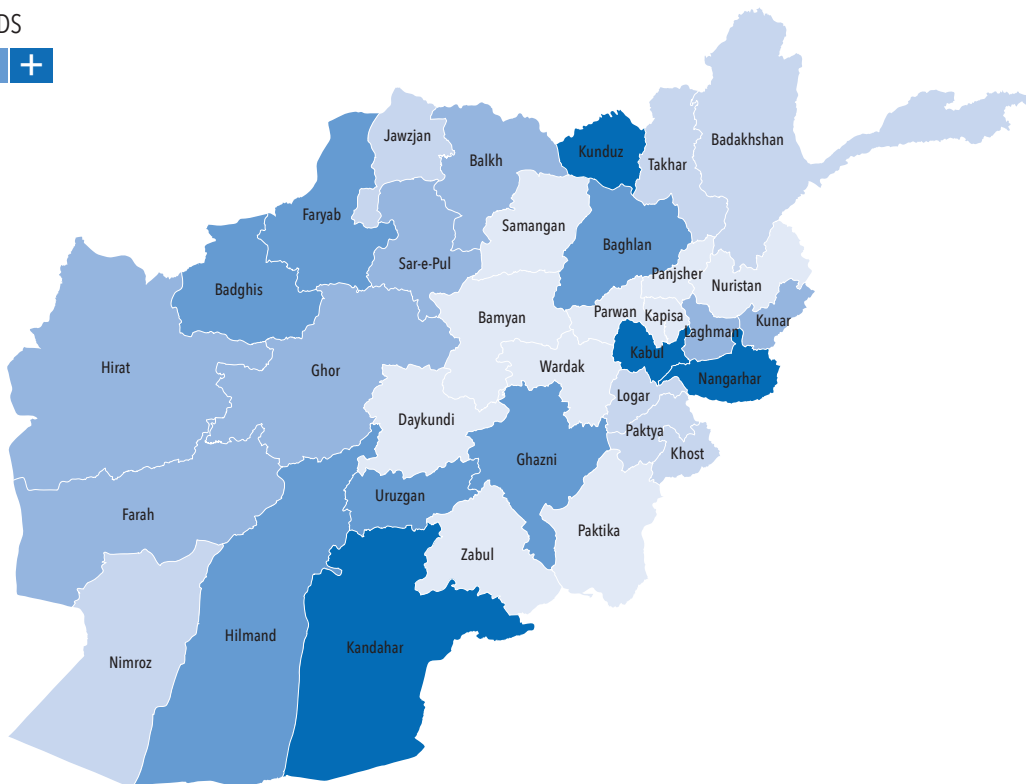 DS
+
Jawzjan
Balkh
Kunduz
Takhar
Badakhshan
Faryab
Samangan
Baghlan
Sar-e-Pul
Panjsher
Nuristan
Badghis
Bamyan
Parwan
Kapisa
Laghman
Kunar
Hirat
Ghor
Wardak
Kabul
Nangarhar
Logar
Daykundi
Paktya
Khost
Ghazni
Uruzgan
Farah
Zabul
Paktika
Nimroz
Hilmand
Kandahar